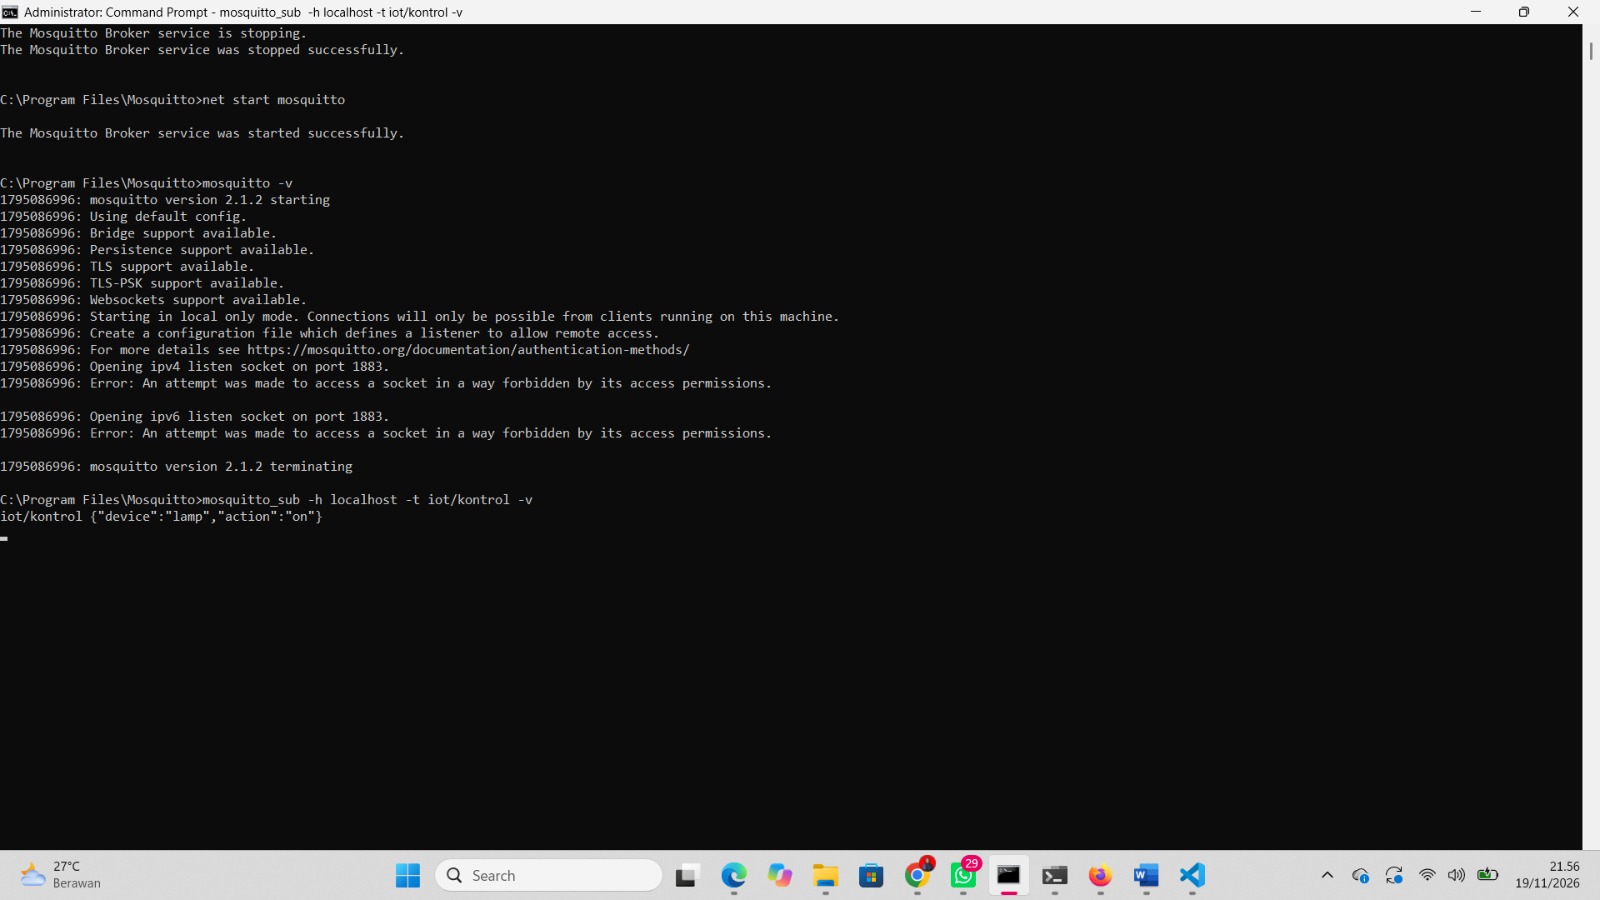 Administrator: Command Prompt - mosquitto_sub  -h localhost -t iot/kontrol -v
The Mosquitto Broker service is stopping.
The Mosquitto Broker service was stopped successfully.
C:\Program Files\Mosquitto>net start mosquitto
The Mosquitto Broker service was started successfully.
C:\Program Files\Mosquitto>mosquitto -v
1795086996: mosquitto version 2.1.2 starting
1795086996: Using default config.
1795086996: Bridge support available.
1795086996: Persistence support available.
1795086996: TLS support available.
1795086996: TLS-PSK support available.
1795086996: Websockets support available.
1795086996: Starting in local only mode. Connections will only be possible from clients running on this machine.
1795086996: Create a configuration file which defines a listener to allow remote access.
1795086996: For more details see https://mosquitto.org/documentation/authentication-methods/
1795086996: Opening ipv4 listen socket on port 1883.
1795086996: Error: An attempt was made to access a socket in a way forbidden by its access permissions.
1795086996: Opening ipv6 listen socket on port 1883.
1795086996: Error: An attempt was made to access a socket in a way forbidden by its access permissions.
1795086996: mosquitto version 2.1.2 terminating
C:\Program Files\Mosquitto>mosquitto_sub -h localhost -t iot/kontrol -v
iot/kontrol {"device":"lamp","action":"on"}
27°C
Berawan
Search
29
21.56
19/11/2026